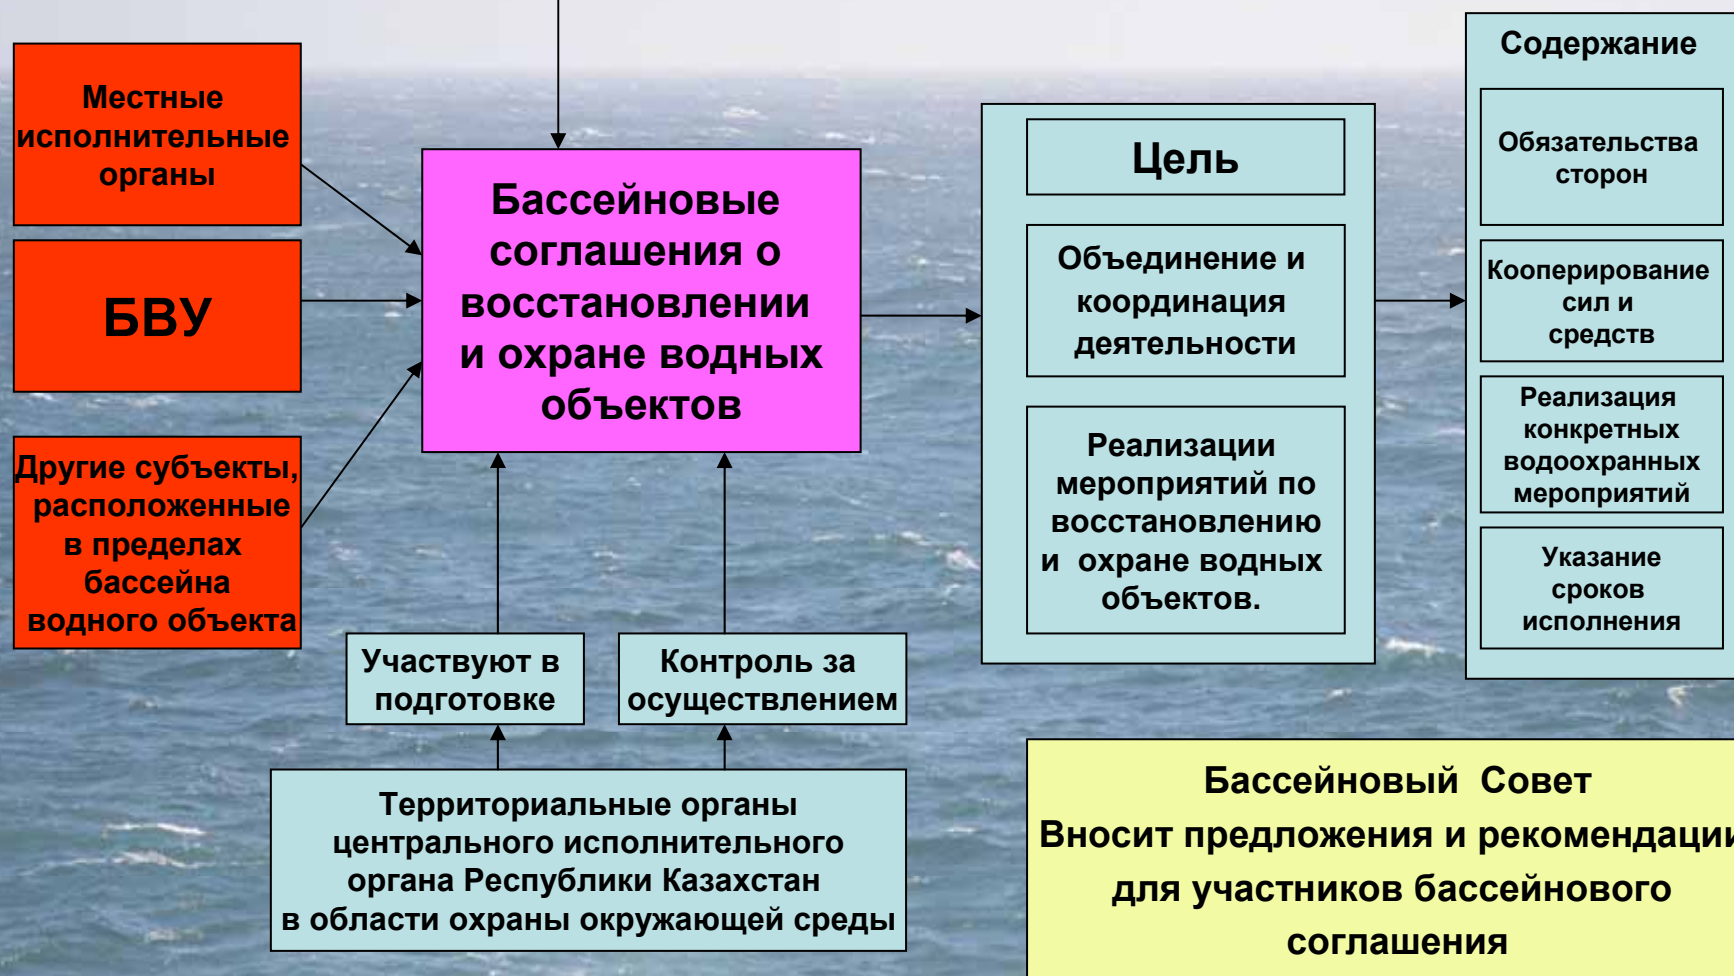 Местные
исполнительные
органы
БВУ
Другие субъекты,
расположенные
в пределах
бассейна
водного объекта
Бассейновые
соглашения о
восстановлении
и охране водных
объектов
Участвуют в
подготовке
Контроль за
осуществлением
Территориальные органы
центрального исполнительного
органа Республики Казахстан
в области охраны окружающей среды
Цель
Объединение и
координация
деятельности
Реализации
мероприятий по
восстановлению
и охране водных
объектов.
Содержание
Обязательства
сторон
Кооперирование
сил и
средств
Реализация
конкретных
водоохранных
мероприятий
Указание
сроков
исполнения
Бассейновый Совет
Вносит предложения и рекомендации
для участников бассейнового
соглашения